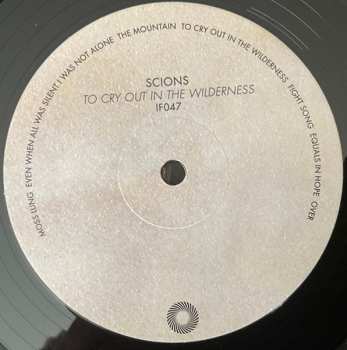 MOSS LUNG  EVEN WHEN ALL WAS SILENT I WAS NOT ALONE  THE MOUNTAIN  TO CRY OUT IN THE WILDERNESS  FIGHT SONG  EQUALS IN HOPE  OVER
SCIONS
TO CRY OUT IN THE WILDERNESS
IF047